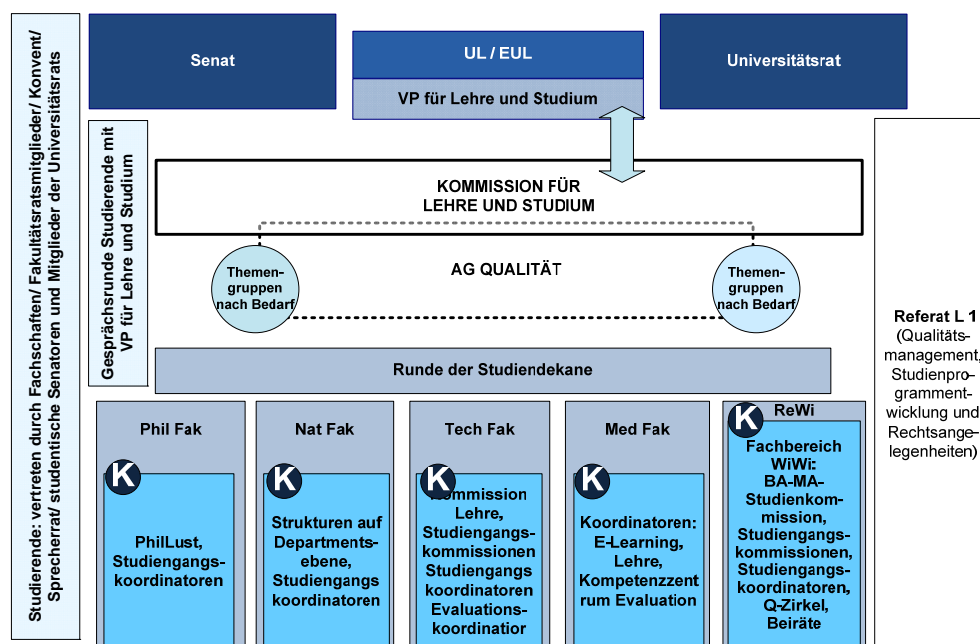 Studierende: vertreten durch Fachschaften/ Fakultätsratsmitglieder/ Konvent/
Sprecherrat/ studentische Senatoren und Mitglieder der Universitätsrats
Senat
UL / EUL
VP für Lehre und Studium
Universitätsrat
Gesprächsrunde Studierende mit
VP für Lehre und Studium
KOMMISSION FÜR
LEHRE UND STUDIUM
AG QUALITÄT
Themen-
gruppen
nach Bedarf
Themen-
gruppen
nach Bedarf
Runde der Studiendekane
Referat L 1
(Qualitäts-
management,
Studienpro-
grammment-
wicklung und
Rechtsange-
legenheiten)
Phil Fak
K
PhilLust,
Studiengangs-
koordinatoren
Nat Fak
K
Strukturen auf
Departments-
ebene,
Studiengangs
koordinatoren
Tech Fak
K
Kommission
Lehre,
Studiengangs-
kommissionen
Studiengangs
koordinatoren
Evaluations-
koordinatior
Med Fak
K
Koordinatoren:
E-Learning,
Lehre,
Kompetenzzent
rum Evaluation
ReWi
K
Fachbereich
WiWi:
BA-MA-
Studienkom-
mission,
Studiengangs-
kommissionen,
Studiengangs-
koordinatoren,
Q-Zirkel,
Beiräte